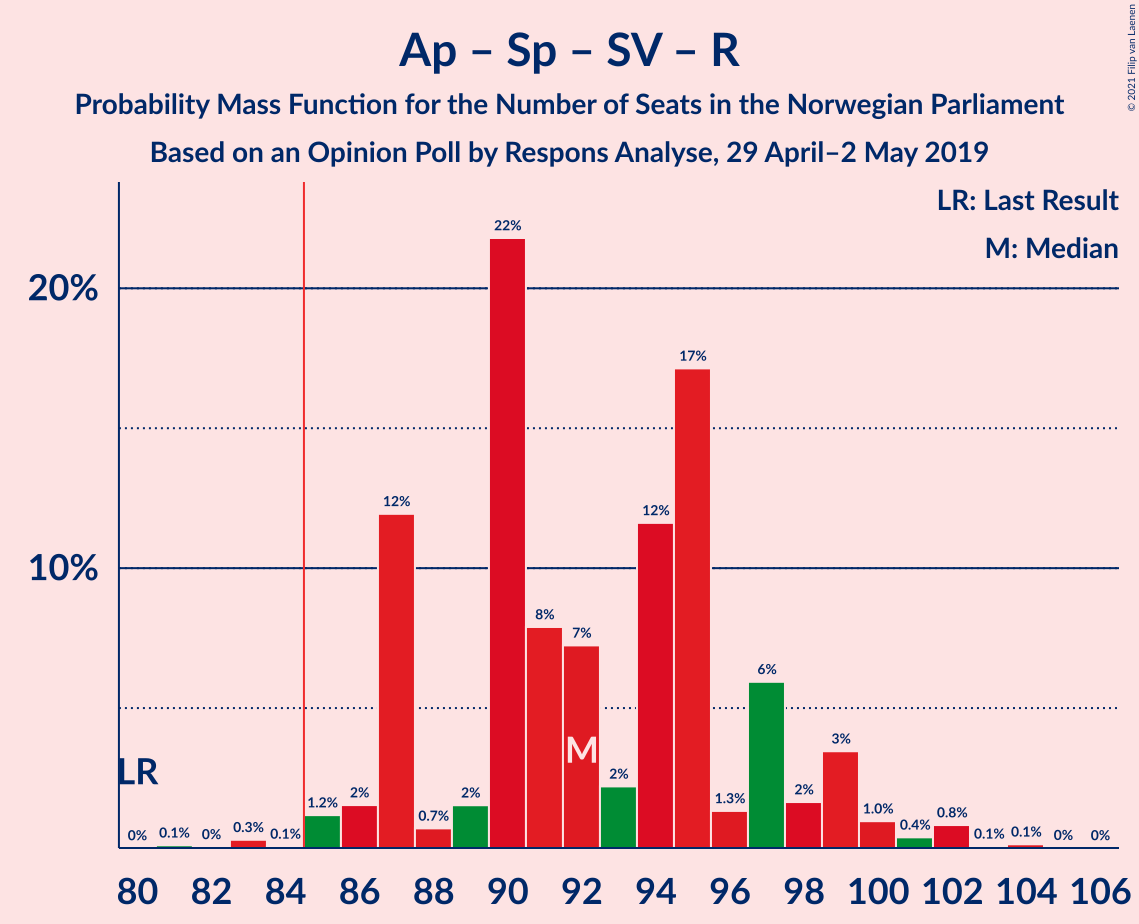 Ap – Sp – SV – R
Probability Mass Function for the Number of Seats in the Norwegian Parliament
Based on an Opinion Poll by Respons Analyse, 29 April–2 May 2019
© 2021 Filip van Laenen
LR: Last Result
M: Median
20%
10%
LR
M
0% 0.1% 0% 0.3% 0.1% 1.2% 2% 12% 0.7% 2% 22% 8% 7% 2% 12% 17% 1.3% 6% 2% 3% 1.0% 0.4% 0.8% 0.1% 0.1% 0% 0%
80 82 84 86 88 90 92 94 96 98 100 102 104 106